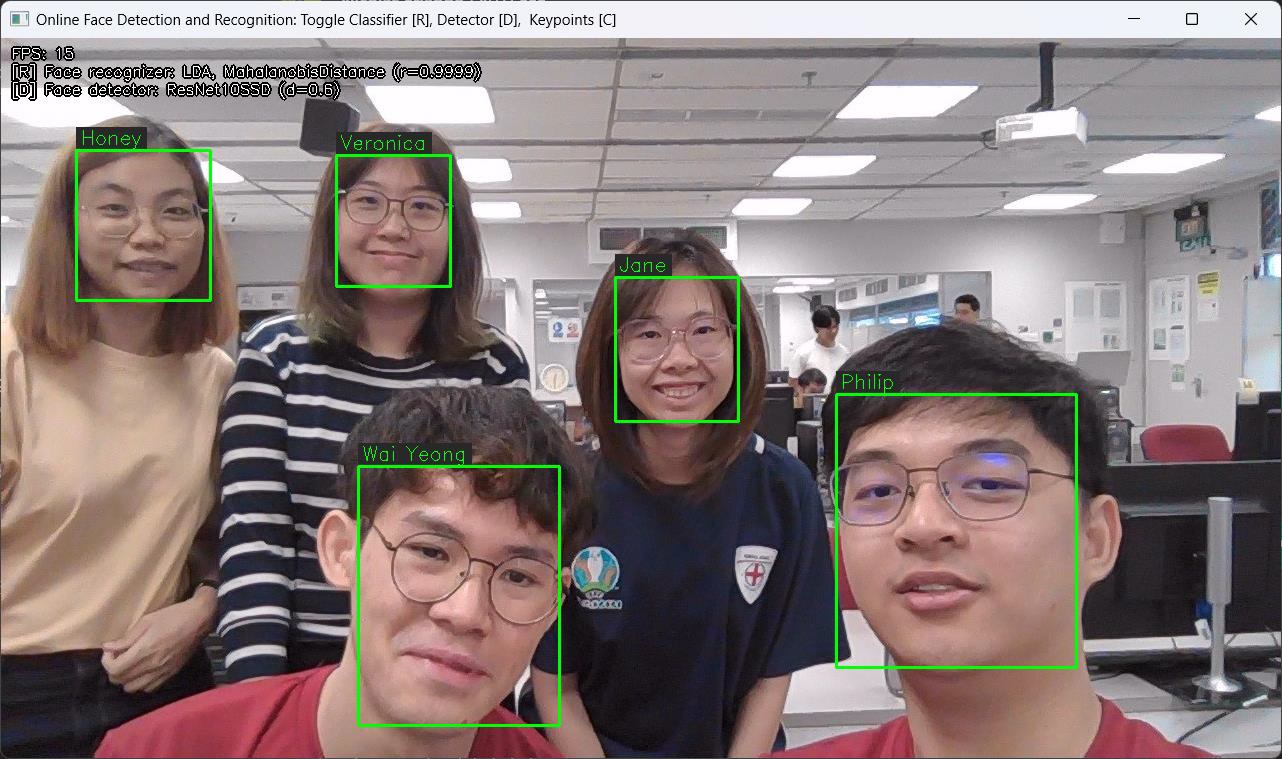 Online Face Detection and Recognition: Toggle Classifier [R], Detector [D], Keypoints [C]
FPS: 15
[R] Face recognizer: LDA, MahalanobisDistance (r=0.9999)
[D] Face detector: ResNet10SSD (d=0.6)
Honey
Veronica
Jane
Philip
Wai Yeong
EXIT